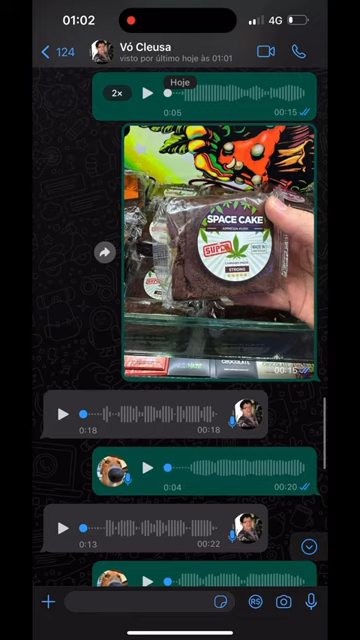 01:02
4G
124
Vó Cleusa
visto por último hoje às 01:01
Hoje
2×
0:05
00:15
SPACE CAKE
STRONG
CHOCOLATE
00:15
0:18
00:18
0:04
00:20
0:13
00:22
RS